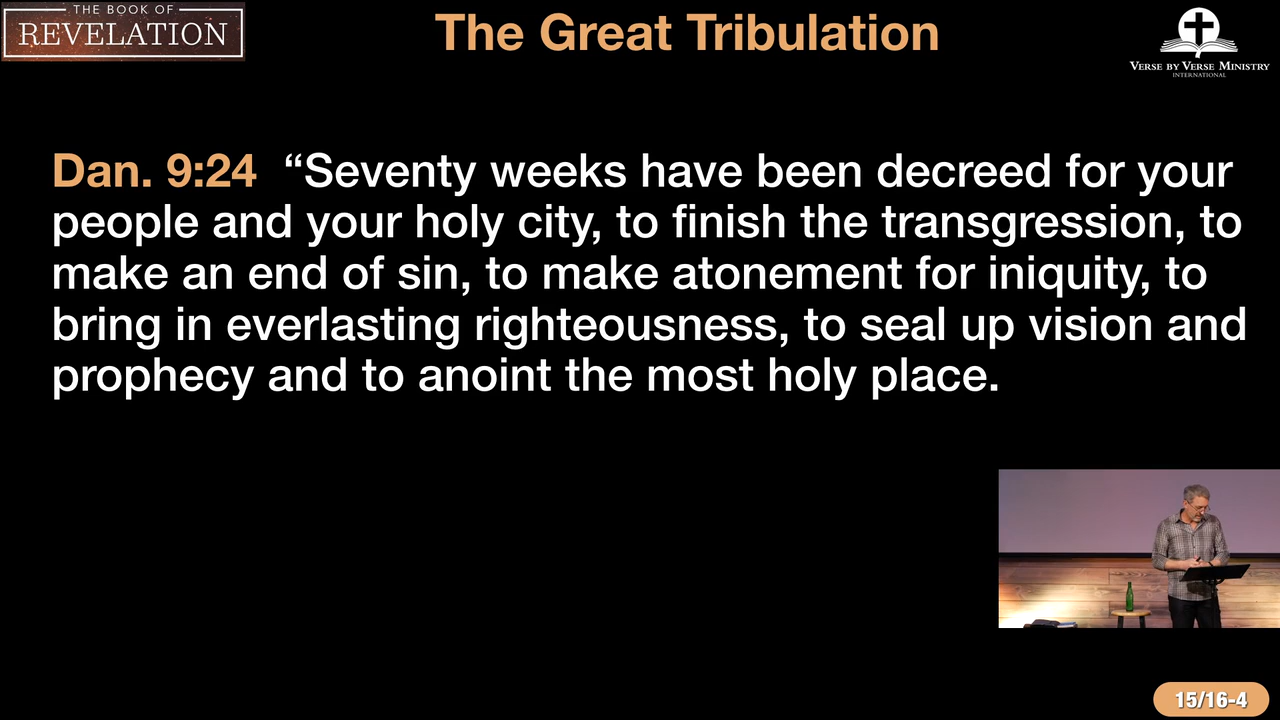 THE BOOK OF
REVELATION
The Great Tribulation
VERSE BY VERSE MINISTRY
INTERNATIONAL
Dan. 9:24 “Seventy weeks have been decreed for your
people and your holy city, to finish the transgression, to
make an end of sin, to make atonement for iniquity, to
bring in everlasting righteousness, to seal up vision and
prophecy and to anoint the most holy place.
15/16-4